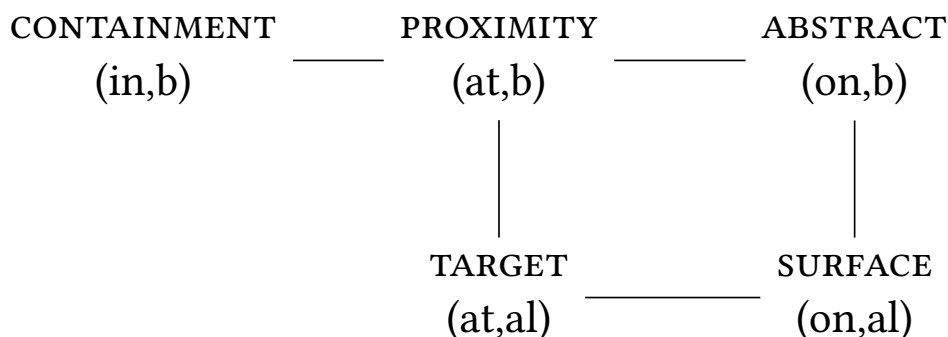 CONTAINMENT PROXIMITY ABSTRACT
(in,b) (at,b) (on,b)
TARGET SURFACE
(at,al) (on,al)